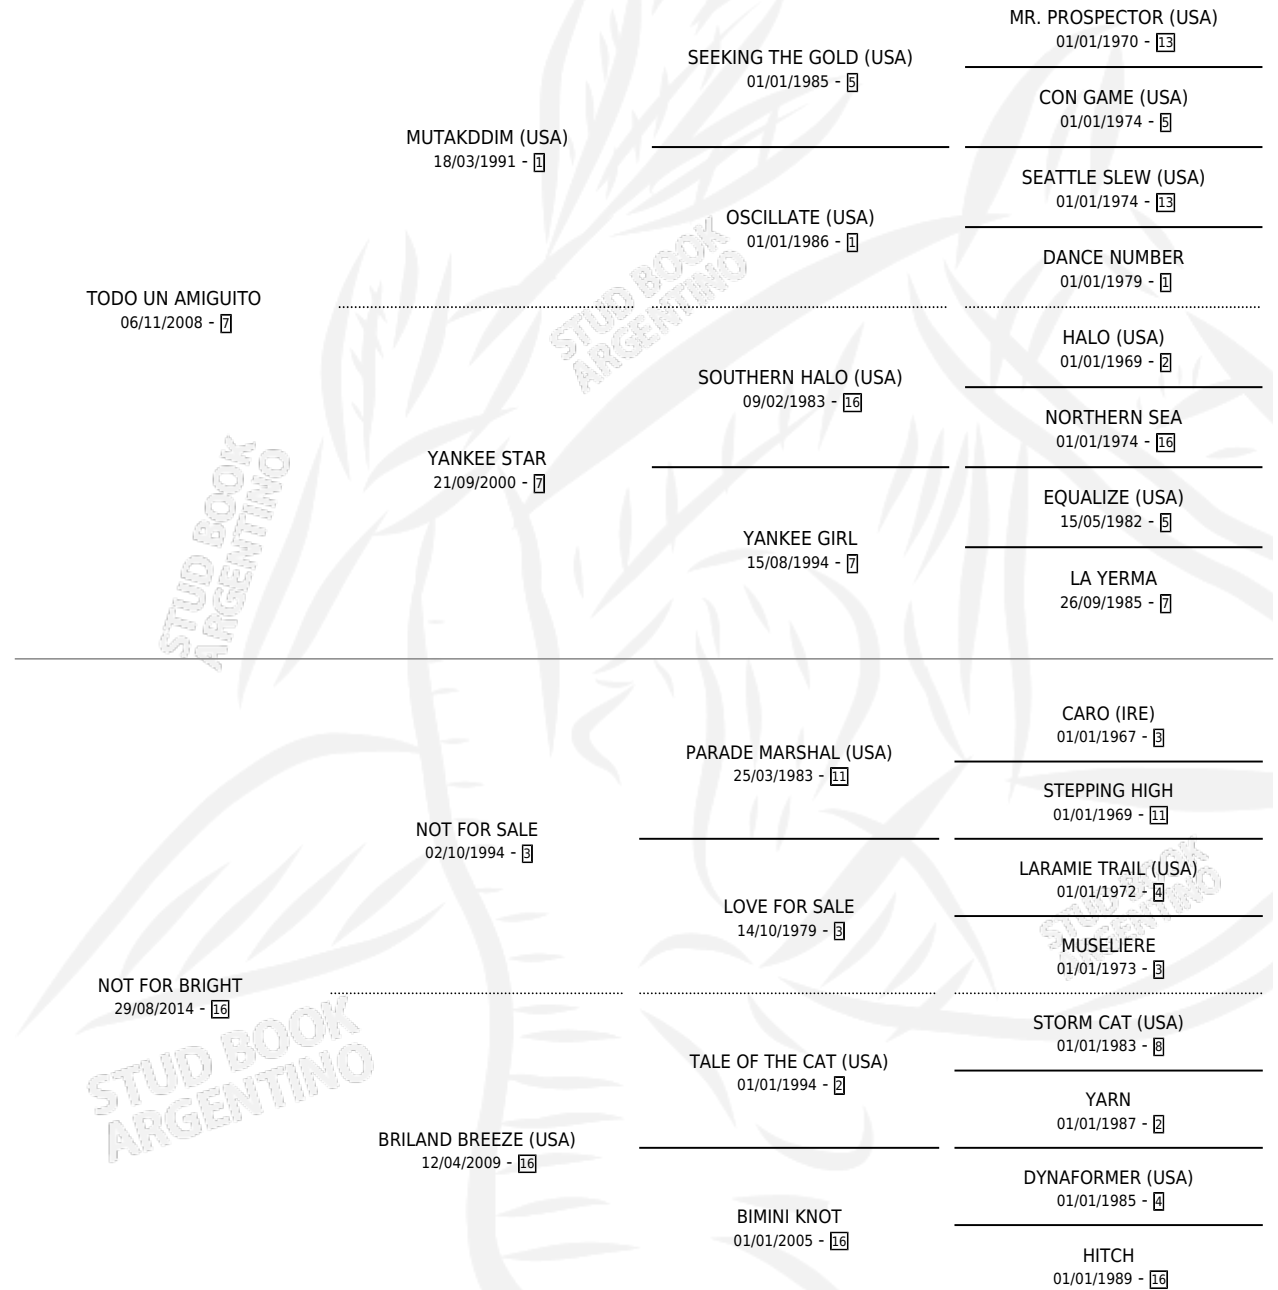 MR. PROSPECTOR (USA)
01/01/1970 - 13
SEEKING THE GOLD (USA)
01/01/1985 - 5
CON GAME (USA)
01/01/1974 - 5
MUTAKDDIM (USA)
18/03/1991 - 1
SEATTLE SLEW (USA)
01/01/1974 - 13
OSCILLATE (USA)
01/01/1986 - 1
DANCE NUMBER
01/01/1979 - 1
TODO UN AMIGUITO
06/11/2008 - 7
HALO (USA)
01/01/1969 - 2
SOUTHERN HALO (USA)
09/02/1983 - 16
NORTHERN SEA
01/01/1974 - 16
YANKEE STAR
21/09/2000 - 7
EQUALIZE (USA)
15/05/1982 - 5
YANKEE GIRL
15/08/1994 - 7
LA YERMA
26/09/1985 - 7
STUD BOOK
ARGENTINO
STUD BOOK
ARGENTINO
CARO (IRE)
01/01/1967 - 3
PARADE MARSHAL (USA)
25/03/1983 - 11
STEPPING HIGH
01/01/1969 - 11
NOT FOR SALE
02/10/1994 - 3
LARAMIE TRAIL (USA)
01/01/1972 - 4
LOVE FOR SALE
14/10/1979 - 3
MUSELIERE
01/01/1973 - 3
NOT FOR BRIGHT
29/08/2014 - 16
STORM CAT (USA)
01/01/1983 - 8
TALE OF THE CAT (USA)
01/01/1994 - 2
YARN
01/01/1987 - 2
BRILAND BREEZE (USA)
12/04/2009 - 16
DYNAFORMER (USA)
01/01/1985 - 4
BIMINI KNOT
01/01/2005 - 16
HITCH
01/01/1989 - 16
STUD BOOK
ARGENTINO
STUD BOOK
ARGENTINO